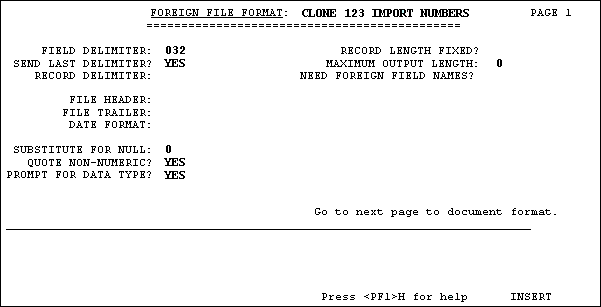 FOREIGN FILE FORMAT: CLONE 123 IMPORT NUMBERS PAGE 1
==========================================
FIELD DELIMITER: 032 RECORD LENGTH FIXED?
SEND LAST DELIMITER? YES MAXIMUM OUTPUT LENGTH: 0
RECORD DELIMITER: NEED FOREIGN FIELD NAMES?
FILE HEADER:
FILE TRAILER:
DATE FORMAT:
SUBSTITUTE FOR NULL: 0
QUOTE NON-NUMERIC? YES
PROMPT FOR DATA TYPE? YES
Go to next page to document format.
Press <PF1>H for help INSERT